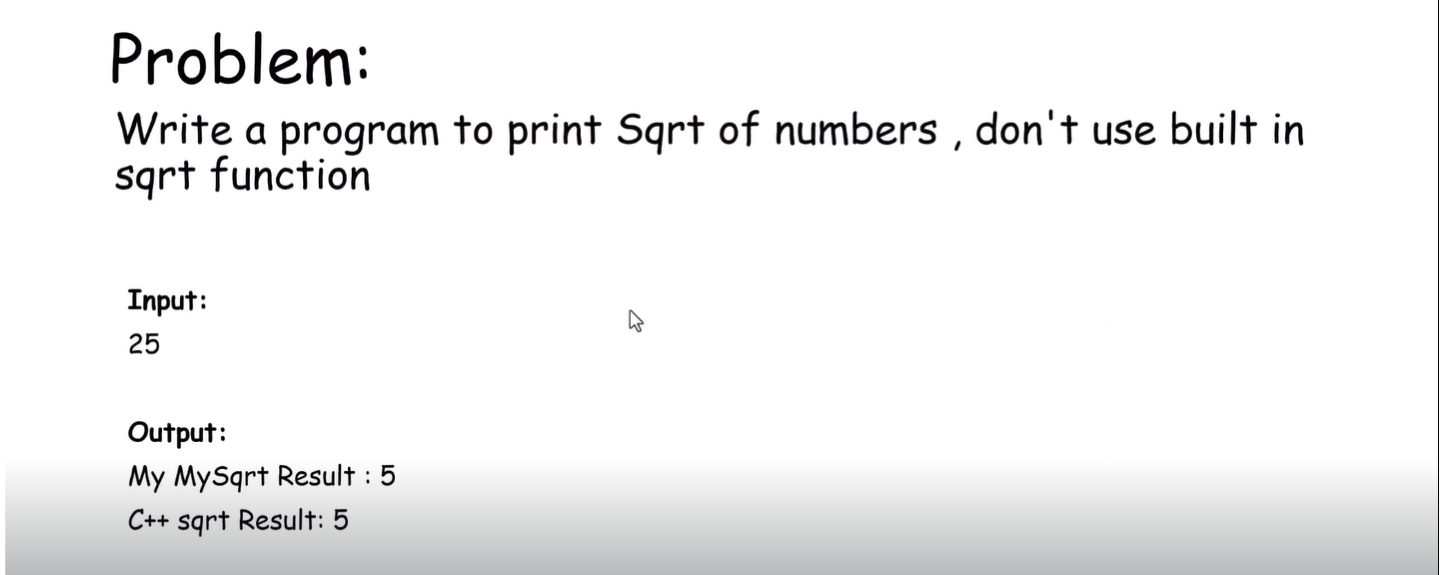 Problem:
Write a program to print Sqrt of numbers , don't use built in
sqrt function
Input:
25
Output:
My MySqrt Result : 5
C++ sqrt Result: 5